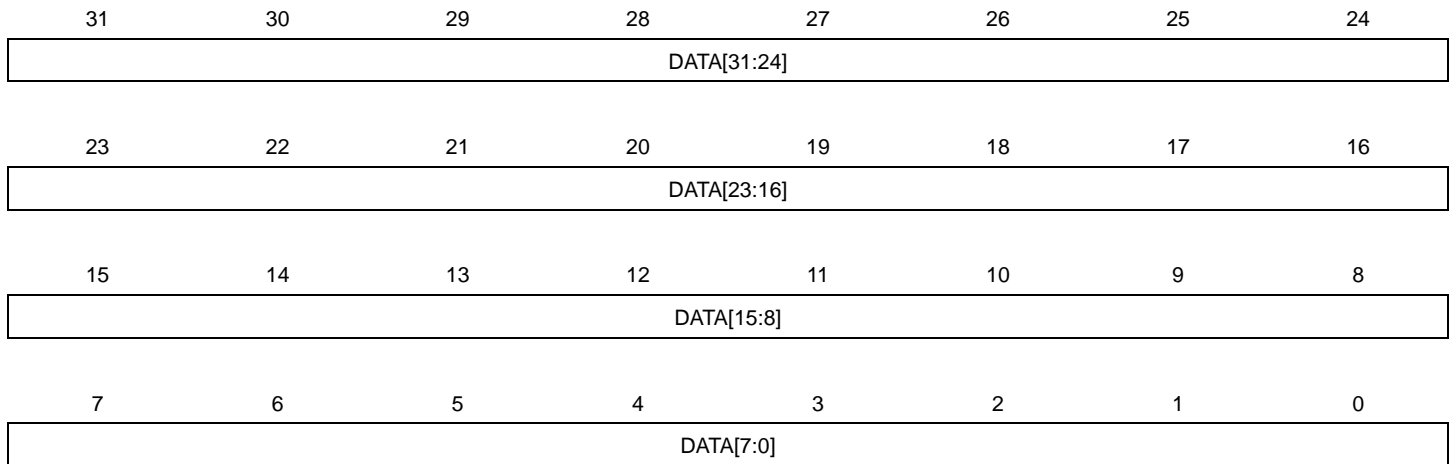 31 30 29 28 27 26 25 24
DATA[31:24]
23 22 21 20 19 18 17 16
DATA[23:16]
15 14 13 12 11 10 9 8
DATA[15:8]
7 6 5 4 3 2 1 0
DATA[7:0]